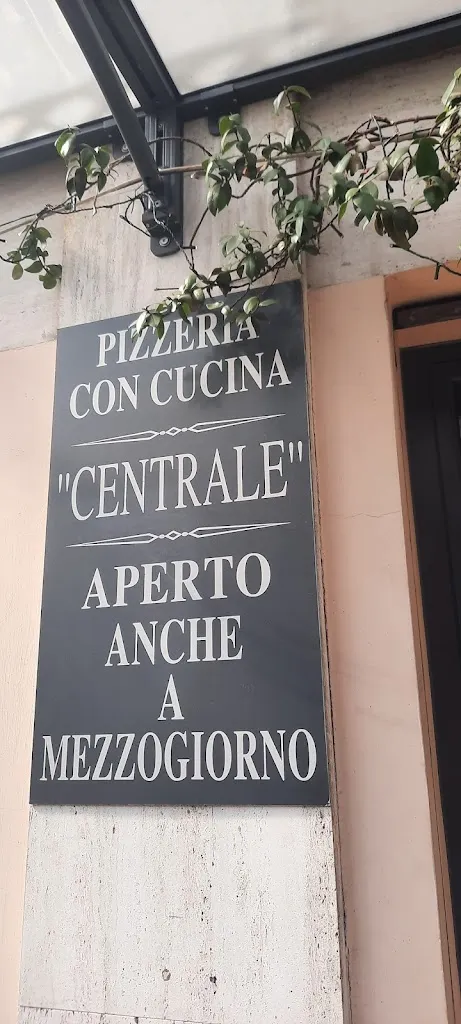 PIZZERIA
CON CUCINA
"CENTRALE"
APERTO
ANCHE
A
MEZZOGIORNO